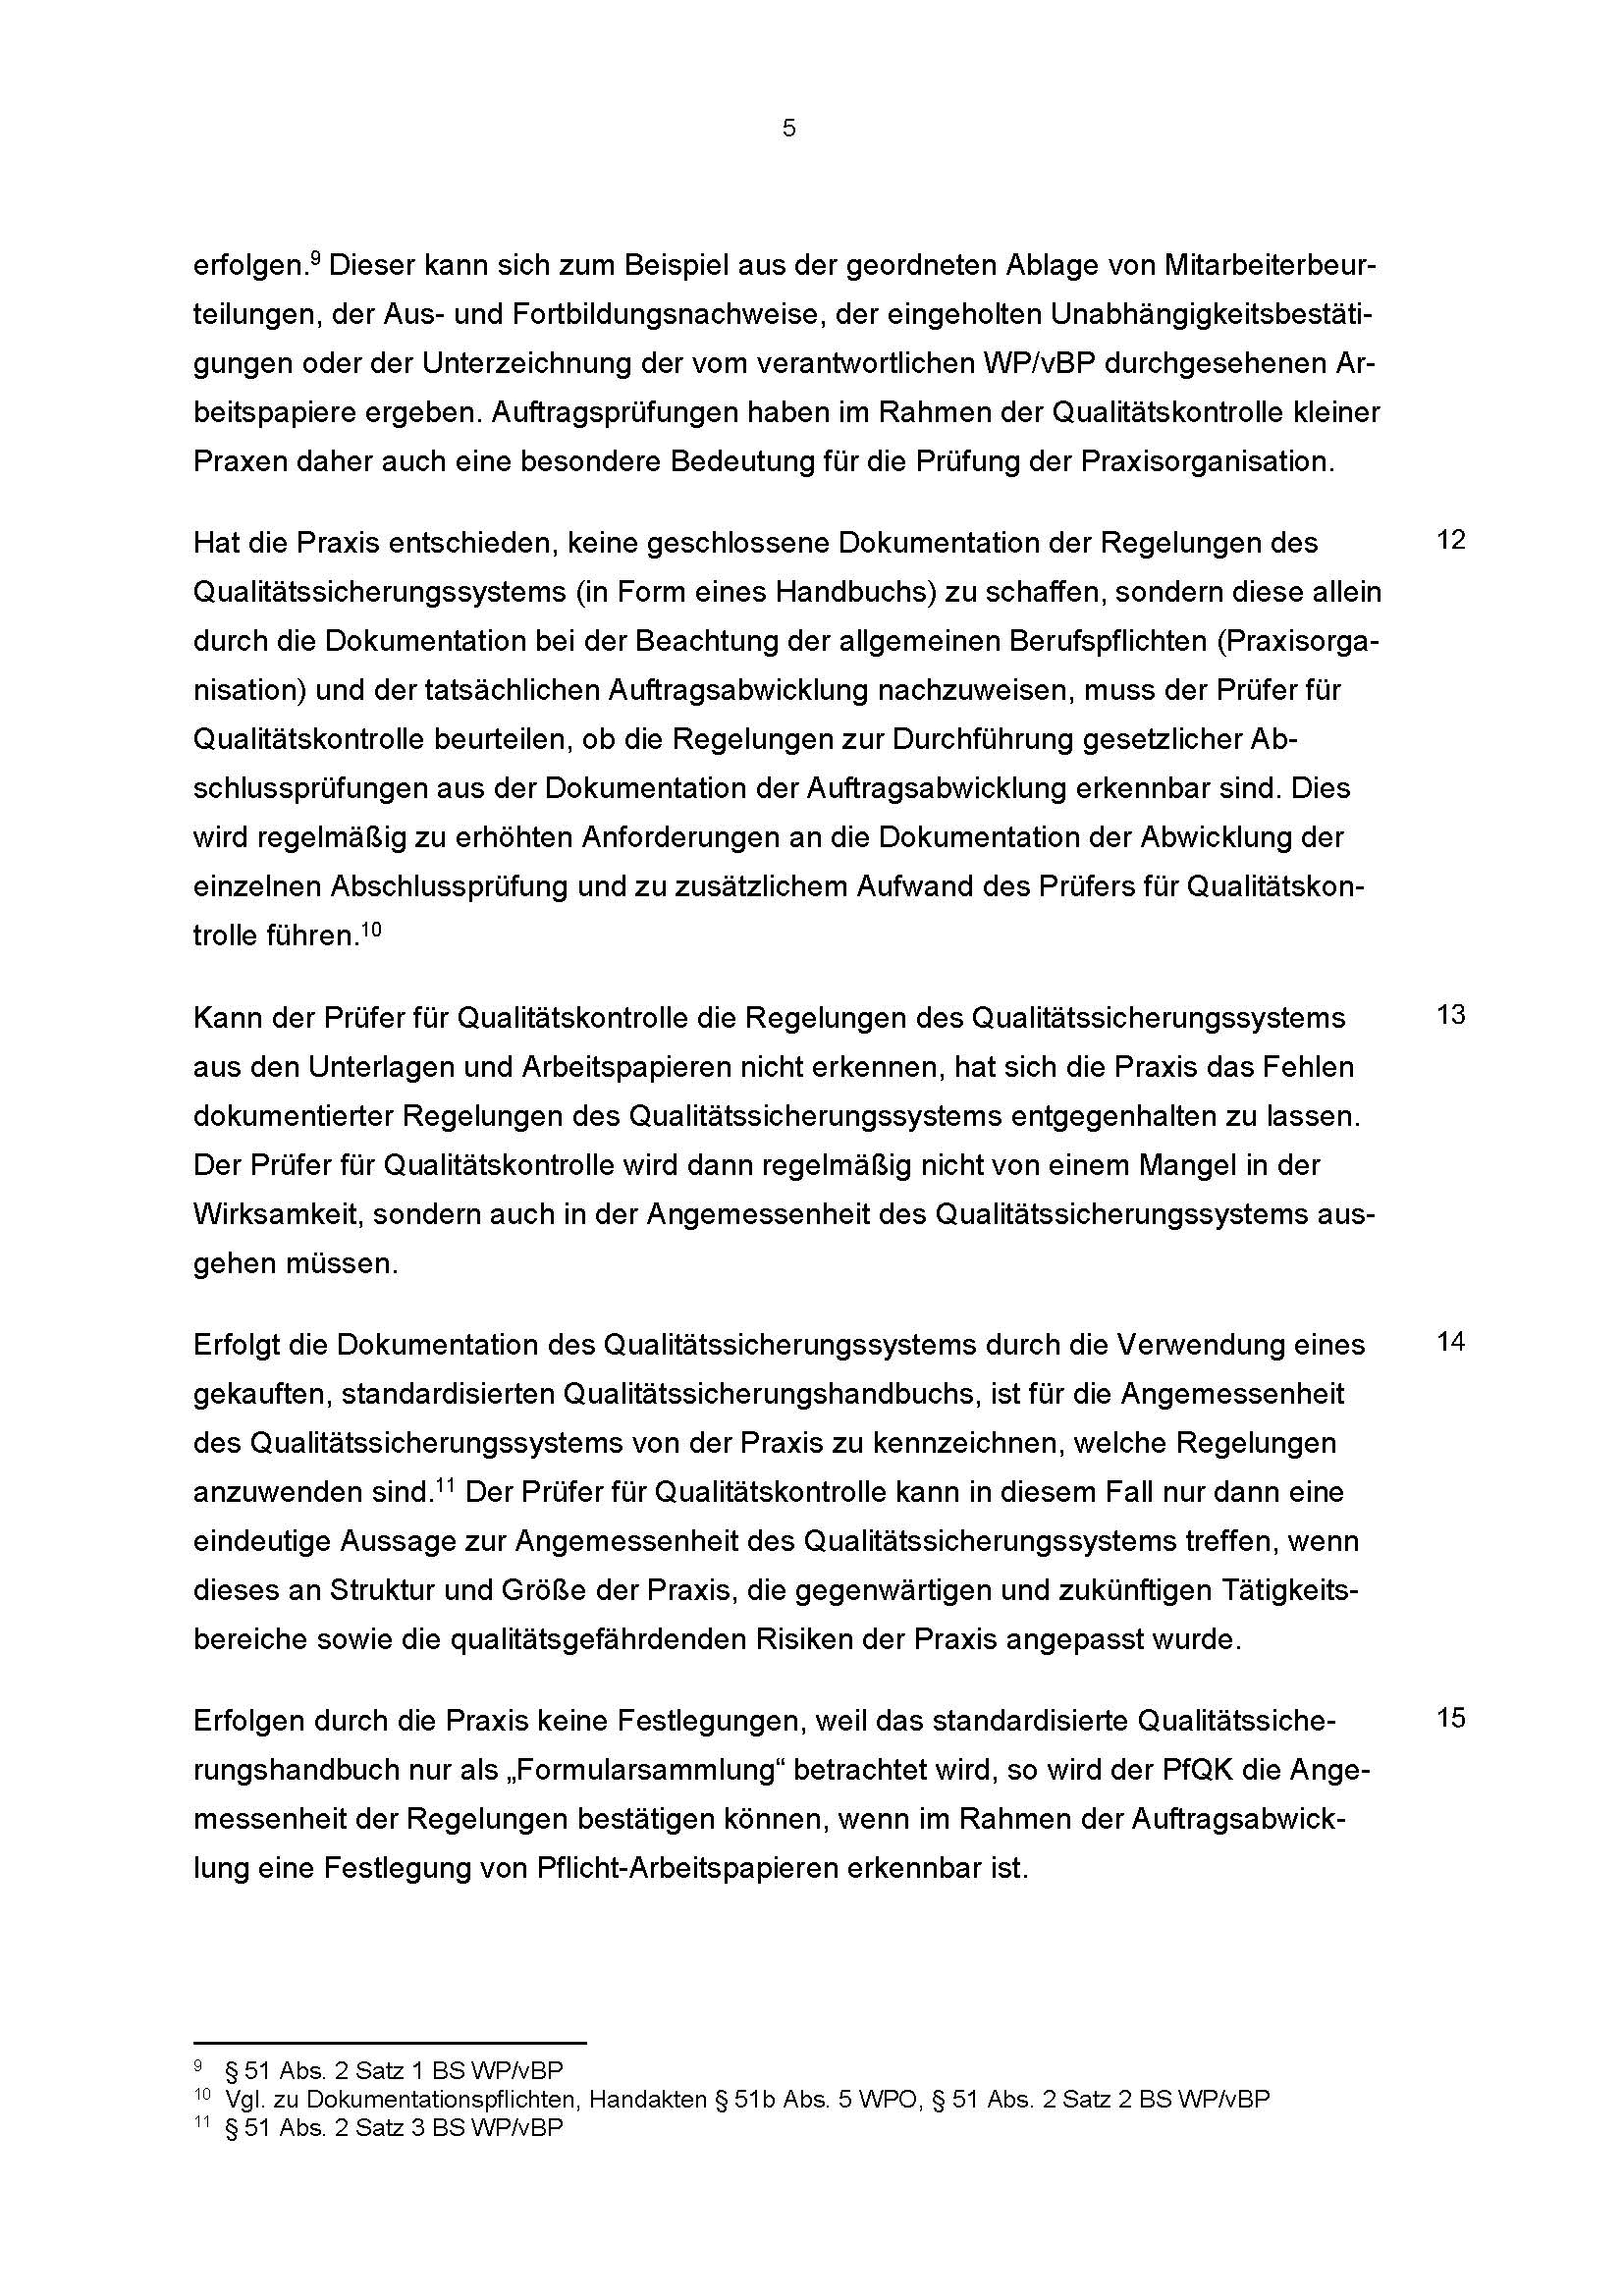 5
erfolgen.⁹ Dieser kann sich zum Beispiel aus der geordneten Ablage von Mitarbeiterbeur-
teilungen, der Aus- und Fortbildungsnachweise, der eingeholten Unabhängigkeitsbestäti-
gungen oder der Unterzeichnung der vom verantwortlichen WP/vBP durchgesehenen Ar-
beitspapiere ergeben. Auftragsprüfungen haben im Rahmen der Qualitätskontrolle kleiner
Praxen daher auch eine besondere Bedeutung für die Prüfung der Praxisorganisation.
Hat die Praxis entschieden, keine geschlossene Dokumentation der Regelungen des 12
Qualitätssicherungssystems (in Form eines Handbuchs) zu schaffen, sondern diese allein
durch die Dokumentation bei der Beachtung der allgemeinen Berufspflichten (Praxisorga-
nisation) und der tatsächlichen Auftragsabwicklung nachzuweisen, muss der Prüfer für
Qualitätskontrolle beurteilen, ob die Regelungen zur Durchführung gesetzlicher Ab-
schlussprüfungen aus der Dokumentation der Auftragsabwicklung erkennbar sind. Dies
wird regelmäßig zu erhöhten Anforderungen an die Dokumentation der Abwicklung der
einzelnen Abschlussprüfung und zu zusätzlichem Aufwand des Prüfers für Qualitätskon-
trolle führen.¹⁰
Kann der Prüfer für Qualitätskontrolle die Regelungen des Qualitätssicherungssystems 13
aus den Unterlagen und Arbeitspapieren nicht erkennen, hat sich die Praxis das Fehlen
dokumentierter Regelungen des Qualitätssicherungssystems entgegenhalten zu lassen.
Der Prüfer für Qualitätskontrolle wird dann regelmäßig nicht von einem Mangel in der
Wirksamkeit, sondern auch in der Angemessenheit des Qualitätssicherungssystems aus-
gehen müssen.
Erfolgt die Dokumentation des Qualitätssicherungssystems durch die Verwendung eines 14
gekauften, standardisierten Qualitätssicherungshandbuchs, ist für die Angemessenheit
des Qualitätssicherungssystems von der Praxis zu kennzeichnen, welche Regelungen
anzuwenden sind.¹¹ Der Prüfer für Qualitätskontrolle kann in diesem Fall nur dann eine
eindeutige Aussage zur Angemessenheit des Qualitätssicherungssystems treffen, wenn
dieses an Struktur und Größe der Praxis, die gegenwärtigen und zukünftigen Tätigkeits-
bereiche sowie die qualitätsgefährdenden Risiken der Praxis angepasst wurde.
Erfolgen durch die Praxis keine Festlegungen, weil das standardisierte Qualitätssiche- 15
rungshandbuch nur als „Formularsammlung“ betrachtet wird, so wird der PfQK die Ange-
messenheit der Regelungen bestätigen können, wenn im Rahmen der Auftragsabwick-
lung eine Festlegung von Pflicht-Arbeitspapieren erkennbar ist.
⁹ § 51 Abs. 2 Satz 1 BS WP/vBP
¹⁰ Vgl. zu Dokumentationspflichten, Handakten § 51b Abs. 5 WPO, § 51 Abs. 2 Satz 2 BS WP/vBP
¹¹ § 51 Abs. 2 Satz 3 BS WP/vBP